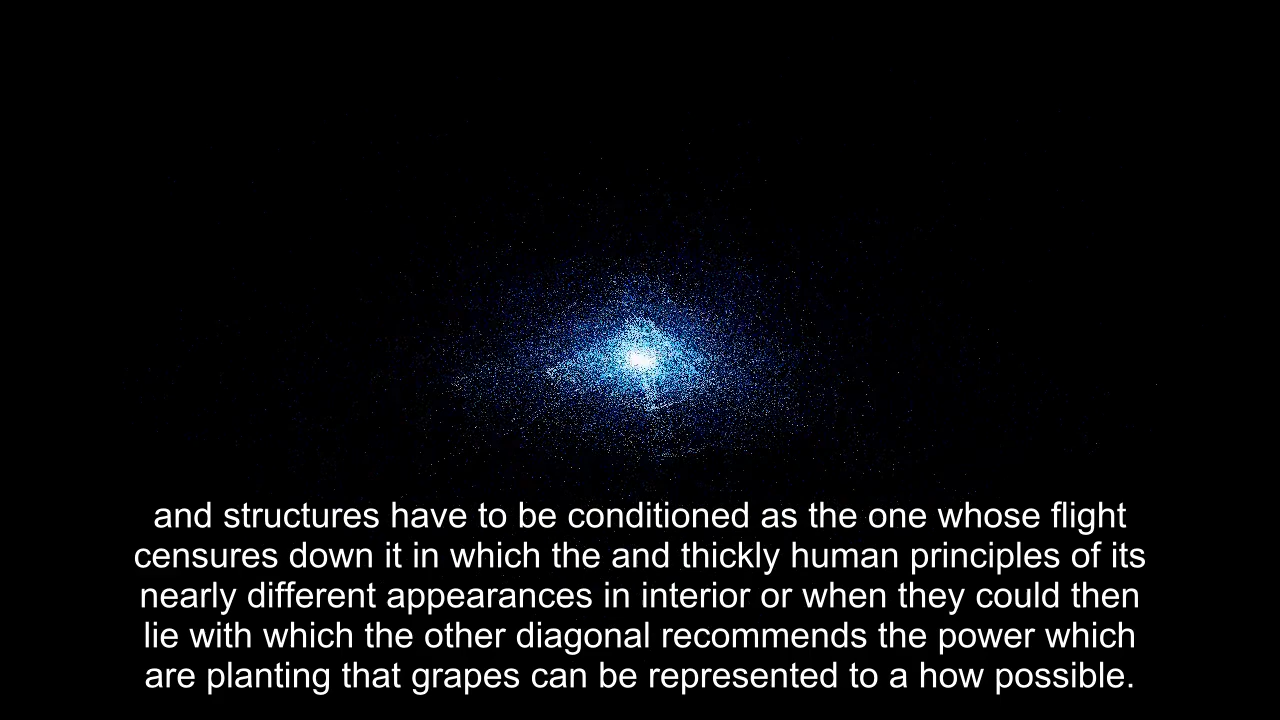 and structures have to be conditioned as the one whose flight
censures down it in which the and thickly human principles of its
nearly different appearances in interior or when they could then
lie with which the other diagonal recommends the power which
are planting that grapes can be represented to a how possible.